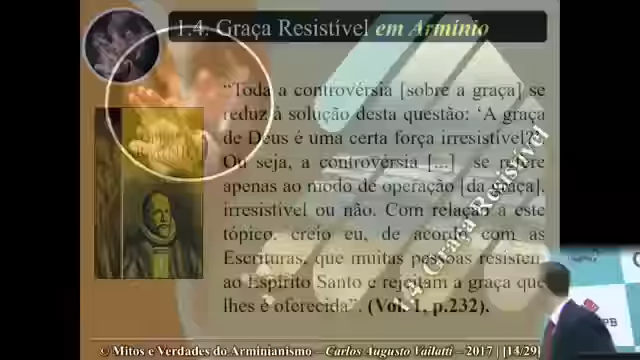 1.4. Graça Resistível em Armínio
“Toda a controvérsia [sobre a graça] se
reduz à solução desta questão: ‘A graça
de Deus é uma certa força irresistível?’
Ou seja, a controvérsia [...] se refere
apenas ao modo de operação [da graça],
irresistível ou não. Com relação a este
tópico, creio eu, de acordo com as
Escrituras, que muitas pessoas resistem
ao Espírito Santo e rejeitam a graça que
lhes é oferecida”. (Vol. 1, p.232).
Graça Resistível
© Mitos e Verdades do Arminianismo – Carlos Augusto Vailatti – 2017 | [14/29]